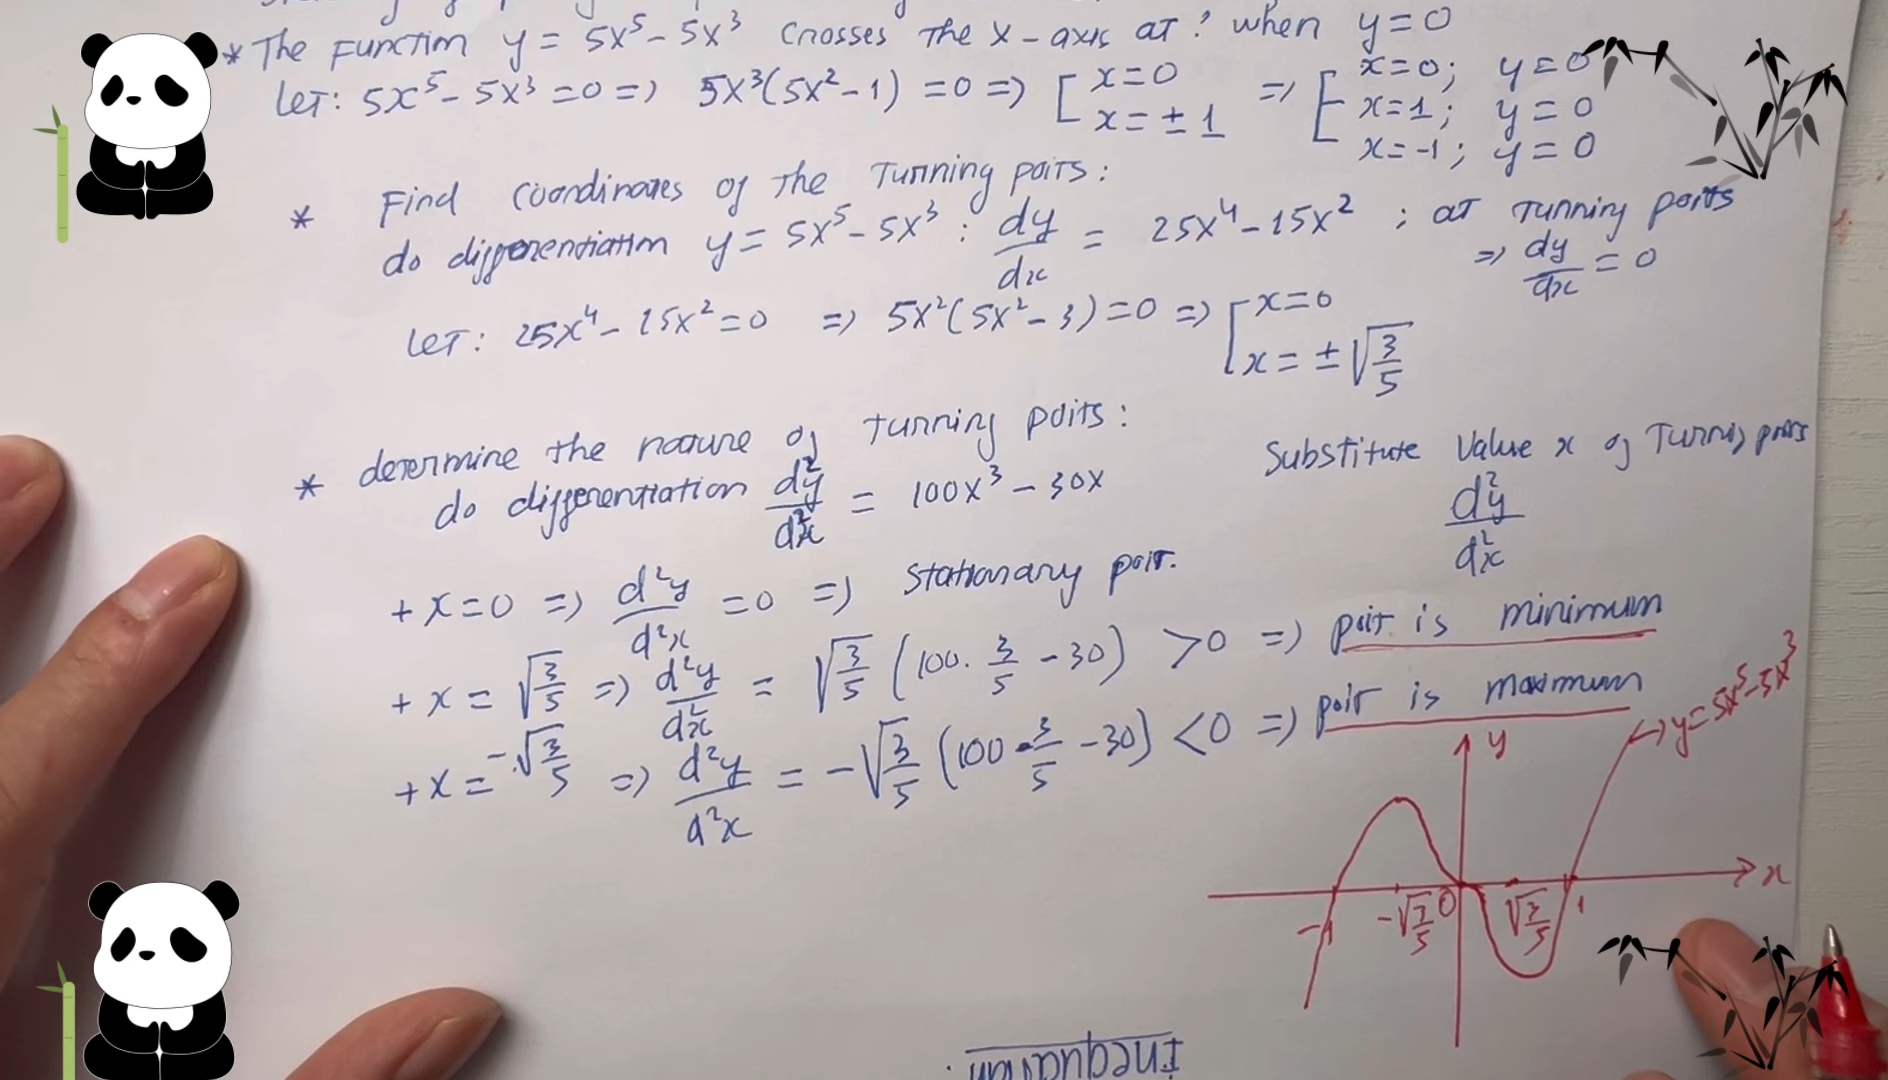 * The Function y = 5x⁵ - 5x³ crosses the x-axis at? when y=0
Let: 5x⁵ - 5x³ = 0 => 5x³(5x²-1) = 0 => [ x=0 x=±1 => [ x=0; y=0 x=1; y=0 x=-1; y=0
* Find coordinates of the Turning points:
do differentiation y = 5x⁵ - 5x³ : dy/dx = 25x⁴ - 15x² ; at turning points => dy/dx = 0
Let: 25x⁴ - 15x² = 0 => 5x²(5x²-3) = 0 => [ x=0 x = ±√(3/5)
* determine the nature of turning points:
do differentiation d²y/d²x = 100x³ - 30x
Substitute Value x of Turning points
d²y/d²x
+ x=0 => d²y/d²x = 0 => Stationary point.
+ x = √(3/5) => d²y/d²x = √(3/5) (100. 3/5 - 30) > 0 => point is minimum
+ x = -√(3/5) => d²y/d²x = -√(3/5) (100 · 3/5 - 30) < 0 => point is maximum
y
y = 5x⁵ - 5x³
x
-1
-√(3/5)
0
√(3/5)
1
Inequation